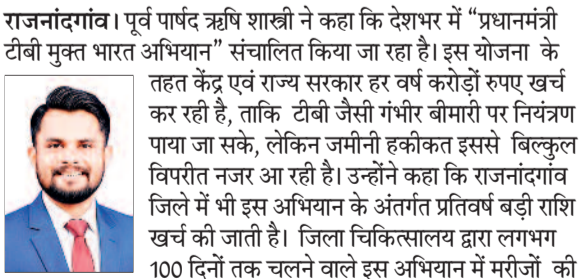 राजनांदगांव। पूर्व पार्षद ऋषि शास्त्री ने कहा कि देशभर में “प्रधानमंत्री
टीबी मुक्त भारत अभियान” संचालित किया जा रहा है। इस योजना के
तहत केंद्र एवं राज्य सरकार हर वर्ष करोड़ों रुपए खर्च
कर रही है, ताकि टीबी जैसी गंभीर बीमारी पर नियंत्रण
पाया जा सके, लेकिन जमीनी हकीकत इससे बिल्कुल
विपरीत नजर आ रही है। उन्होंने कहा कि राजनांदगांव
जिले में भी इस अभियान के अंतर्गत प्रतिवर्ष बड़ी राशि
खर्च की जाती है। जिला चिकित्सालय द्वारा लगभग
100 दिनों तक चलने वाले इस अभियान में मरीजों की